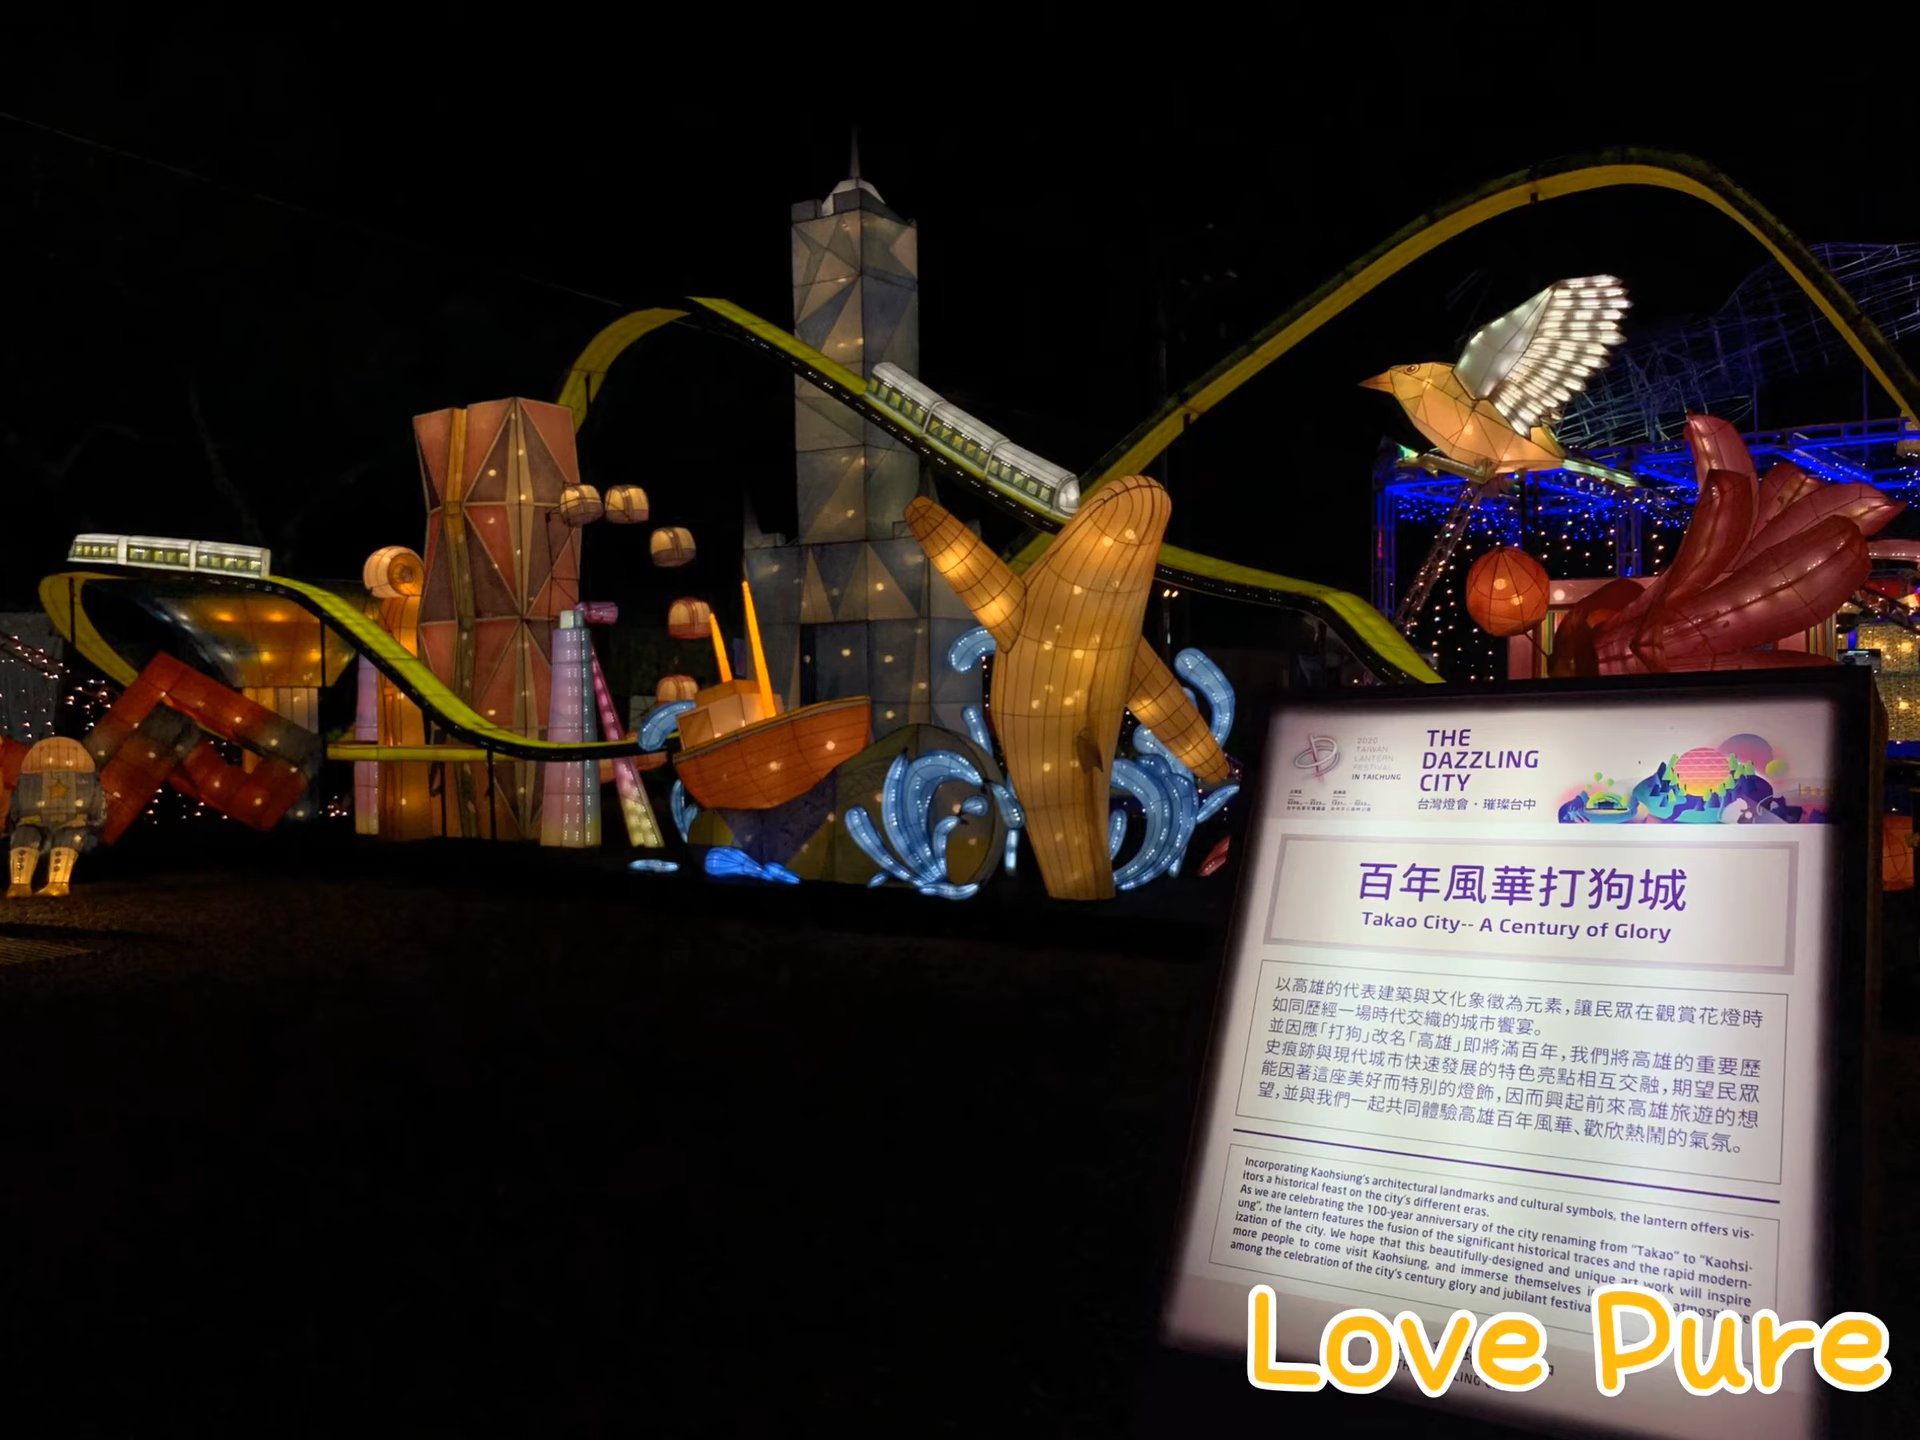 2020
TAIWAN
LANTERN
FESTIVAL
IN TAICHUNG
THE
DAZZLING
CITY
台灣燈會・璀璨台中
百年風華打狗城
Takao City-- A Century of Glory
以高雄的代表建築與文化象徵為元素，讓民眾在觀賞花燈時
如同歷經一場時代交織的城市饗宴。
並因應「打狗」改名「高雄」即將滿百年，我們將高雄的重要歷
史痕跡與現代城市快速發展的特色亮點相互交融，期望民眾
能因著這座美好而特別的燈飾，因而興起前來高雄旅遊的想
望，並與我們一起共同體驗高雄百年風華、歡欣熱鬧的氣氛。
Incorporating Kaohsiung's architectural landmarks and cultural symbols, the lantern offers vis-
itors a historical feast on the city's different eras.
As we are celebrating the 100-year anniversary of the city renaming from "Takao" to "Kaohsi-
ung", the lantern features the fusion of the significant historical traces and the rapid modern-
ization of the city. We hope that this beautifully-designed and unique art work will inspire
more people to come visit Kaohsiung, and immerse themselves atmosphere
among the celebration of the city's century glory and jubilant
Love Pure